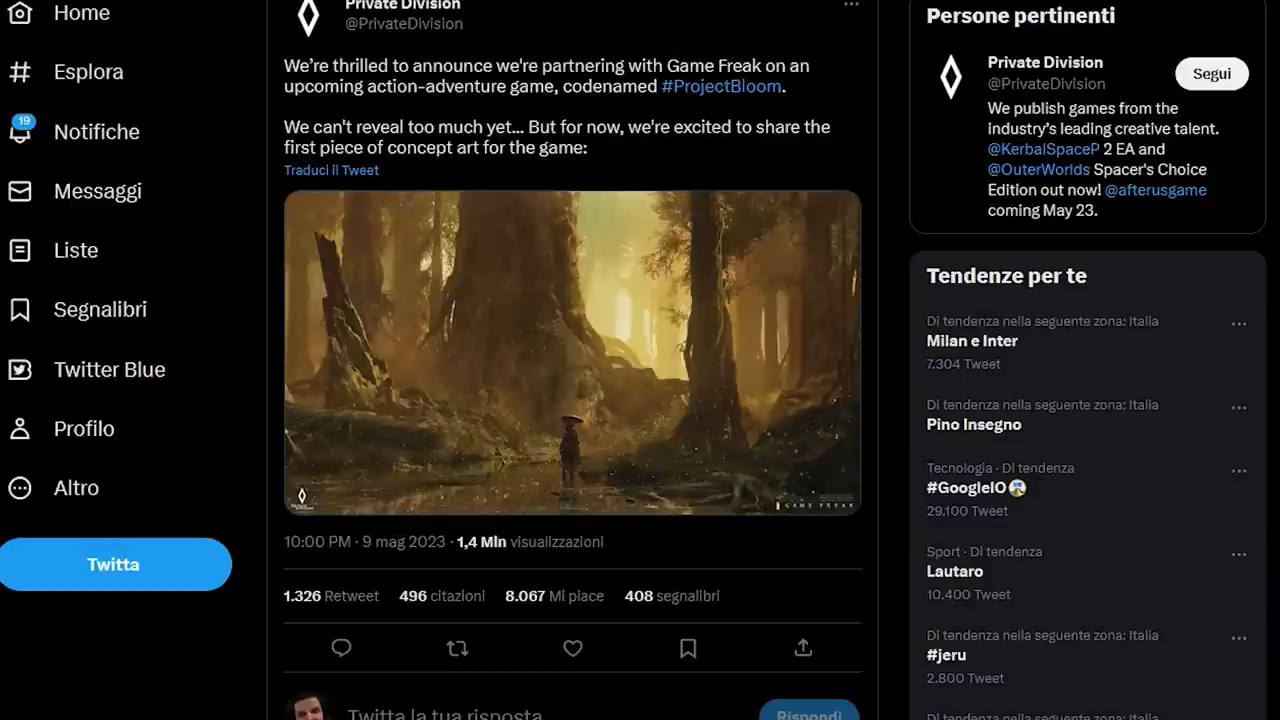 Home
Esplora
19
Notifiche
Messaggi
Liste
Segnalibri
Twitter Blue
Profilo
Altro
Twitta
Private Division
@PrivateDivision
We’re thrilled to announce we're partnering with Game Freak on an
upcoming action-adventure game, codenamed #ProjectBloom.
We can't reveal too much yet... But for now, we're excited to share the
first piece of concept art for the game:
Traduci il Tweet
GAME FREAK
10:00 PM · 9 mag 2023 · 1,4 Mln visualizzazioni
1.326 Retweet 496 citazioni 8.067 Mi piace 408 segnalibri
Twitta la tua risposta
Rispondi
Persone pertinenti
Private Division
@PrivateDivision
Segui
We publish games from the
industry’s leading creative talent.
@KerbalSpaceP 2 EA and
@OuterWorlds Spacer's Choice
Edition out now! @afterusgame
coming May 23.
Tendenze per te
Di tendenza nella seguente zona: Italia
Milan e Inter
7.304 Tweet
Di tendenza nella seguente zona: Italia
Pino Insegno
Tecnologia · Di tendenza
#GoogleIO
29.100 Tweet
Sport · Di tendenza
Lautaro
10.400 Tweet
Di tendenza nella seguente zona: Italia
#jeru
2.800 Tweet